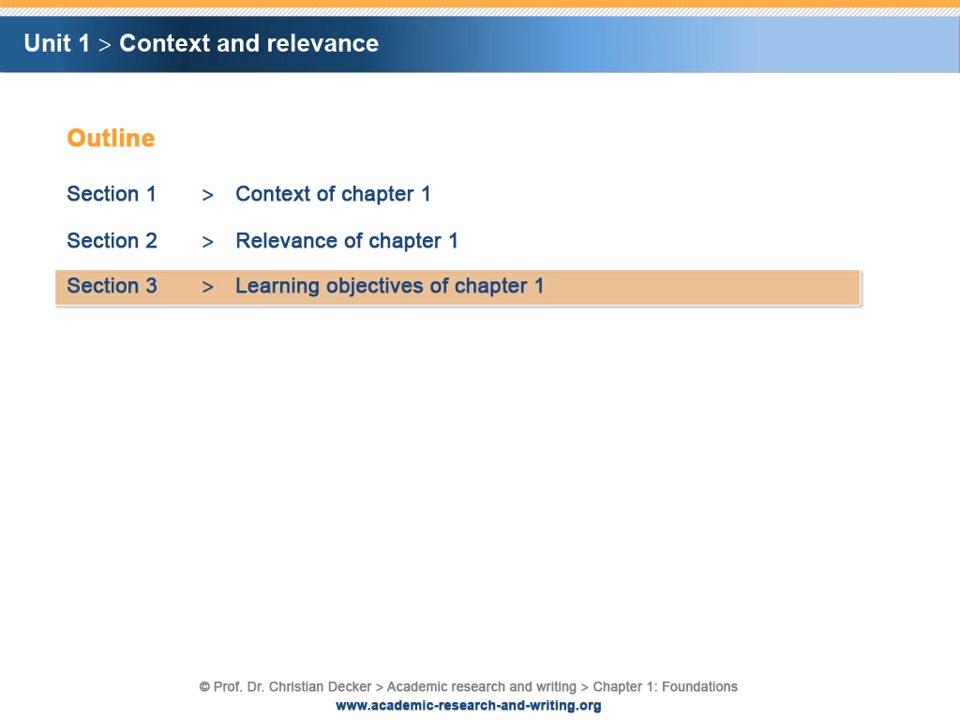 Unit 1 > Context and relevance
Outline
Section 1 > Context of chapter 1
Section 2 > Relevance of chapter 1
Section 3 > Learning objectives of chapter 1
© Prof. Dr. Christian Decker > Academic research and writing > Chapter 1: Foundations
www.academic-research-and-writing.org